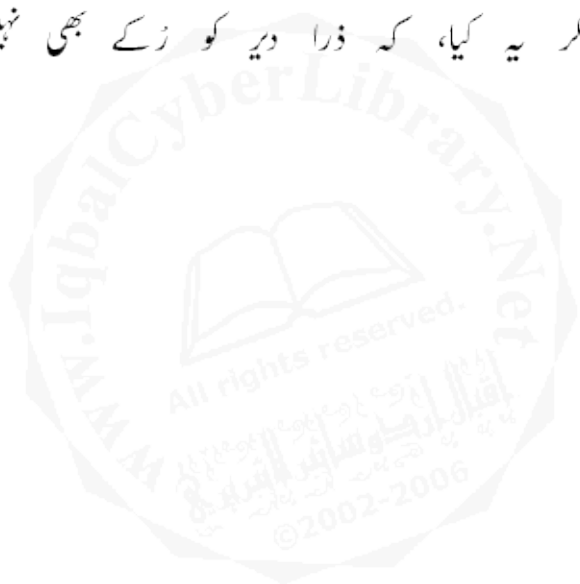 یہ کیا، کہ ذرا دیر کو رُکے بھی
www.IqbalCyberLibrary.Net
All rights reserved.
©2002-2006